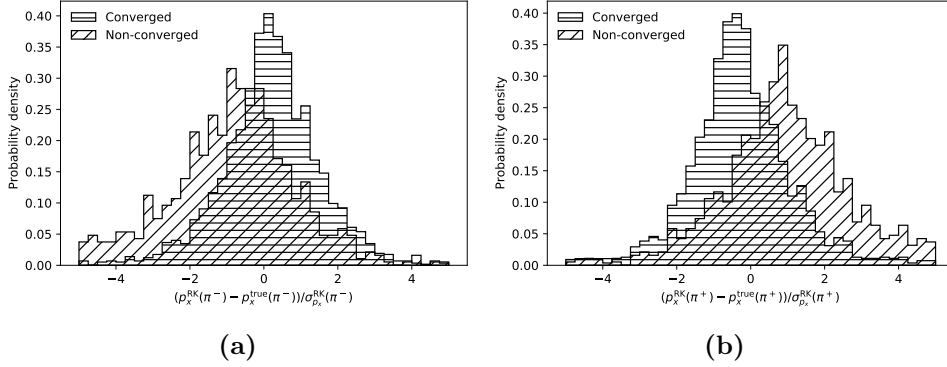 Converged
Non-converged
Probability density
0.40
0.35
0.30
0.25
0.20
0.15
0.10
0.05
0.00
−4 −2 0 2 4
(p_x^RK(π⁻) − p_x^true(π⁻))/σ_{p_x}^RK(π⁻)
(a)
Converged
Non-converged
Probability density
0.40
0.35
0.30
0.25
0.20
0.15
0.10
0.05
0.00
−4 −2 0 2 4
(p_x^RK(π⁺) − p_x^true(π⁺))/σ_{p_x}^RK(π⁺)
(b)